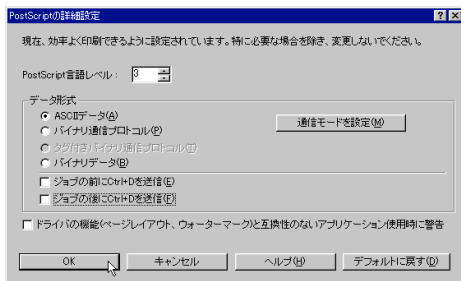 PostScriptの詳細設定
現在、効率よく印刷できるように設定されています。特に必要な場合を除き、変更しないでください。
PostScript言語レベル： 3
データ形式
ASCIIデータ(A)
通信モードを設定(M)
バイナリ通信プロトコル(P)
タグ付きバイナリ通信プロトコル(T)
バイナリデータ(B)
ジョブの前にCtrl+Dを送信(E)
ジョブの後にCtrl+Dを送信(F)
ドライバの機能(ページレイアウト、ウォーターマーク)と互換性のないアプリケーション使用時に警告
OK キャンセル ヘルプ(H) デフォルトに戻す(D)